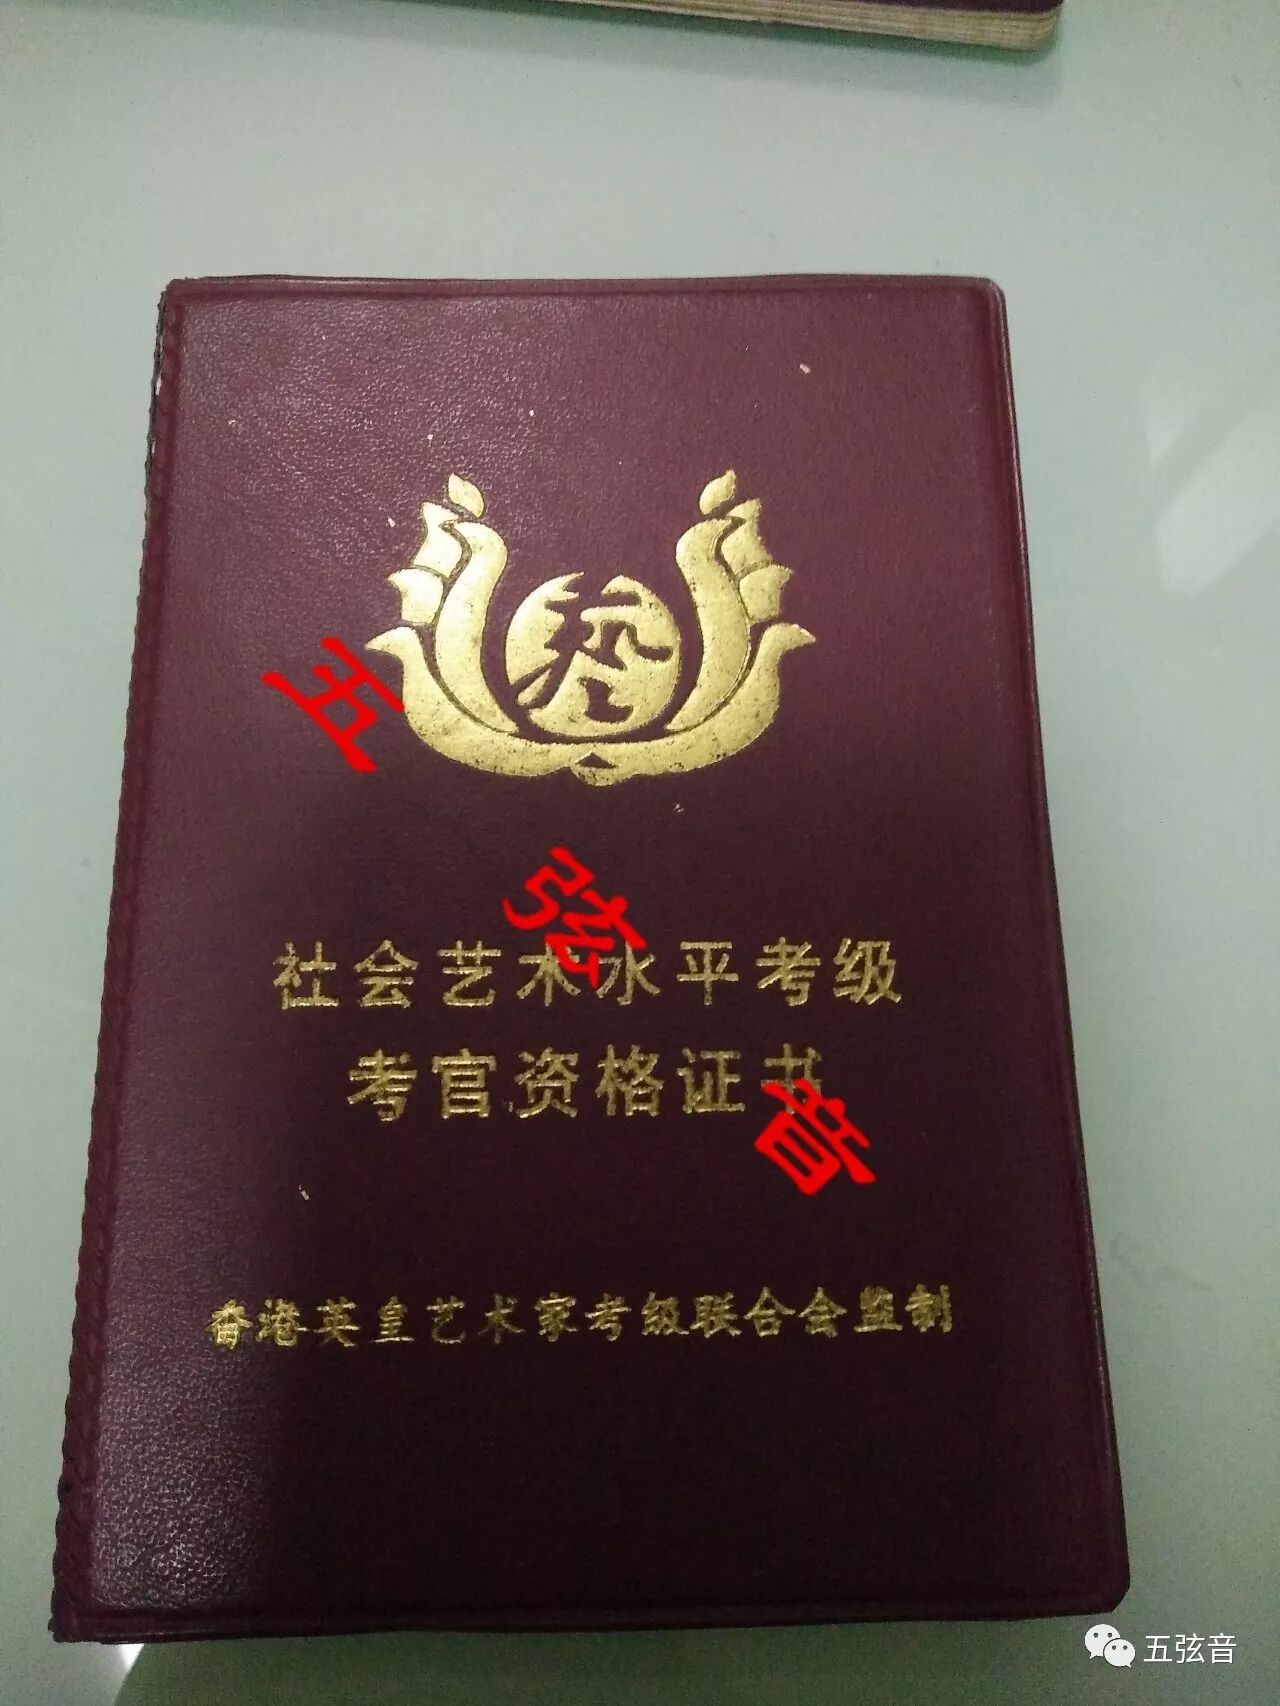 藝
社会艺术水平考级
考官资格证书
香港英皇艺术家考级联合会监制
五
弦
音
五弦音